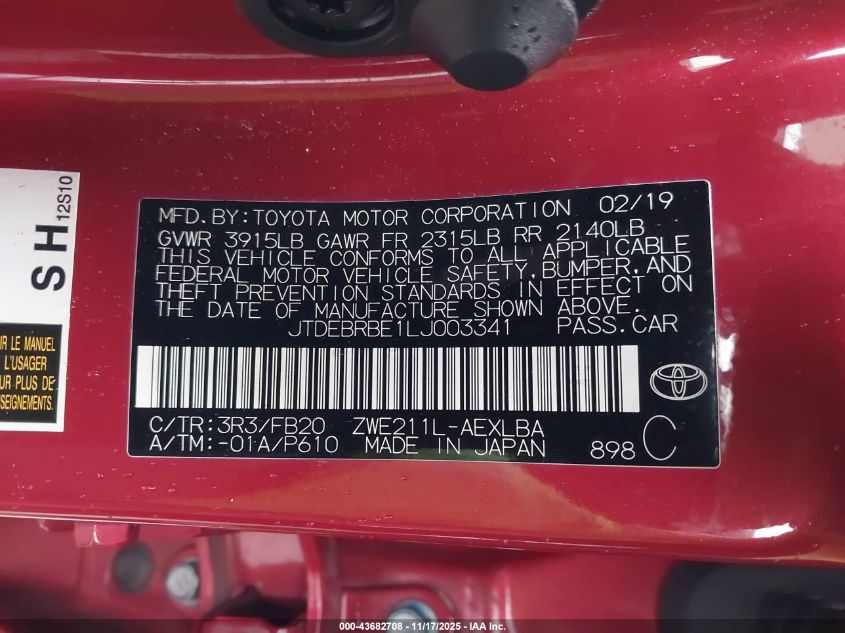 MFD.BY:TOYOTA MOTOR CORPORATION 02/19
GVWR 3915LB GAWR FR 2315LB RR 2140LB
THIS VEHICLE CONFORMS TO ALL APPLICABLE
FEDERAL MOTOR VEHICLE SAFETY,BUMPER,AND
THEFT PREVENTION STANDARDS IN EFFECT ON
THE DATE OF MANUFACTURE SHOWN ABOVE.
JTDEBRBE1LJ003341 PASS.CAR
C/TR:3R3/FB20 ZWE211L-AEXLBA
A/TM:-01A/P610 MADE IN JAPAN 898 C
SH
12S10
R LE MANUEL
L'USAGER
UR PLUS DE
SEIGNEMENTS.
000-43682708 - 11/17/2025 - © IAA, Inc.